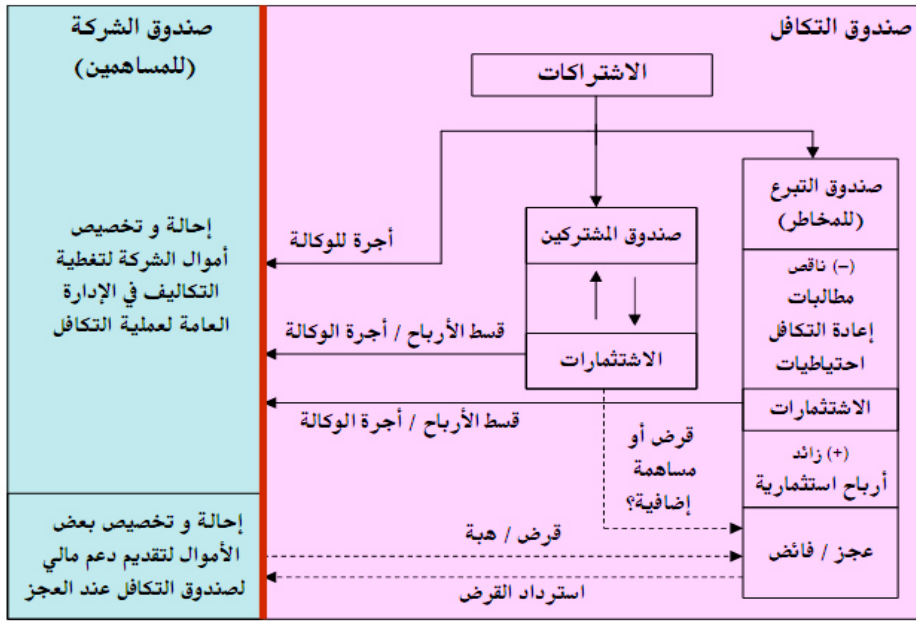 صندوق التكافل
الاشتراكات
صندوق التبرع
(للمخاطر)
(–) ناقص
مطالبات
إعادة التكافل
احتياطيات
الاشتثمارات
(+) زائد
أرباح استثمارية
عجز / فائض
صندوق المشتركين
الاشتثمارات
قرض أو
مساهمة
إضافية؟
أجرة للوكالة
قسط الأرباح / أجرة الوكالة
قسط الأرباح / أجرة الوكالة
قرض / هبة
استرداد القرض
صندوق الشركة
(للمساهمين)
إحالة و تخصيص
أموال الشركة لتغطية
التكاليف في الإدارة
العامة لعملية التكافل
إحالة و تخصيص بعض
الأموال لتقديم دعم مالي
لصندوق التكافل عند العجز